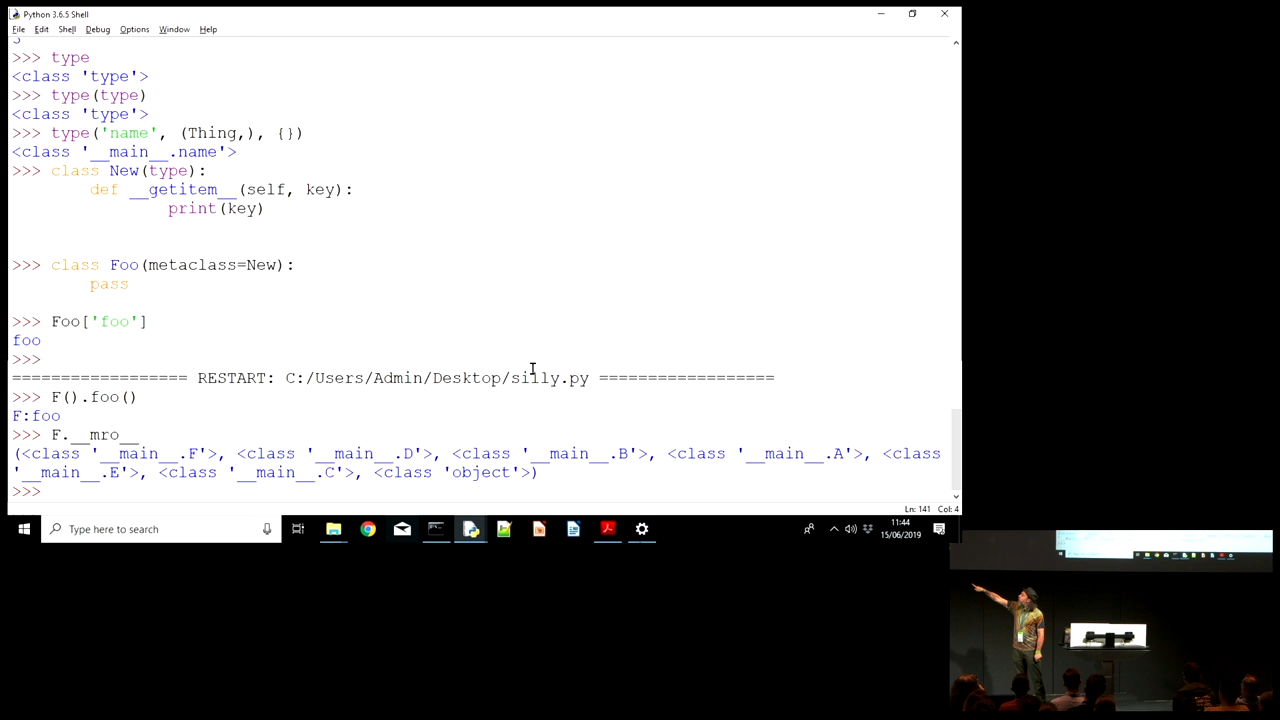 Python 3.6.5 Shell
File Edit Shell Debug Options Window Help
>>> type
<class 'type'>
>>> type(type)
<class 'type'>
>>> type('name', (Thing,), {})
<class '__main__.name'>
>>> class New(type):
def __getitem__(self, key):
print(key)
>>> class Foo(metaclass=New):
pass
>>> Foo['foo']
foo
>>>
================== RESTART: C:/Users/Admin/Desktop/silly.py ==================
>>> F().foo()
F:foo
>>> F.__mro__
(<class '__main__.F'>, <class '__main__.D'>, <class '__main__.B'>, <class '__main__.A'>, <class
'__main__.E'>, <class '__main__.C'>, <class 'object'>)
>>>
Ln: 141 Col: 4
Type here to search
11:44
15/06/2019